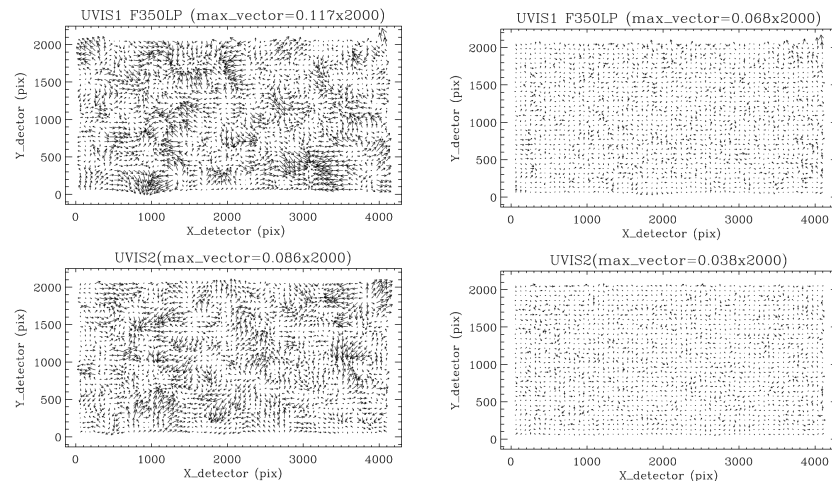 UVIS1 F350LP (max_vector=0.117x2000)
2000
1500
1000
500
0
Y_dector (pix)
0 1000 2000 3000 4000
X_detector (pix)
UVIS1 F350LP (max_vector=0.068x2000)
2000
1500
1000
500
0
Y_dector (pix)
0 1000 2000 3000 4000
X_detector (pix)
UVIS2(max_vector=0.086x2000)
2000
1500
1000
500
0
Y_detector (pix)
0 1000 2000 3000 4000
X_detector (pix)
UVIS2(max_vector=0.038x2000)
2000
1500
1000
500
0
Y_detector (pix)
0 1000 2000 3000 4000
X_detector (pix)